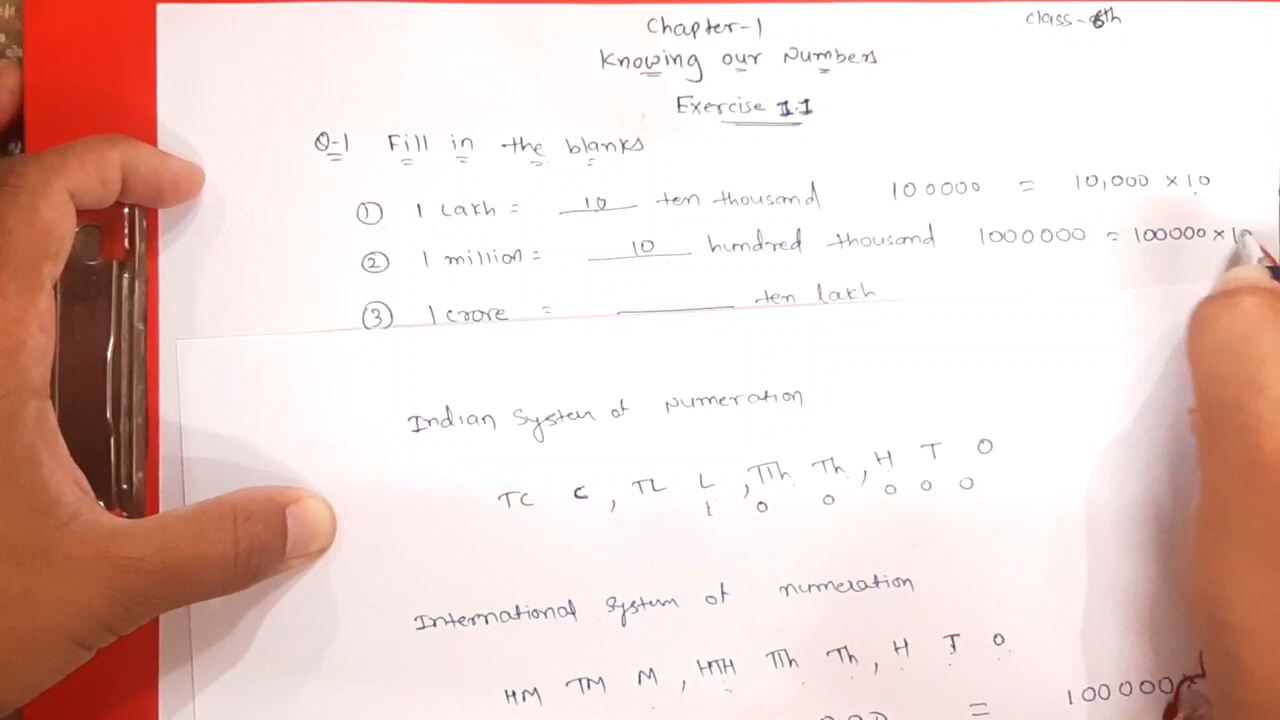 Class-6th
Chapter-1
Knowing our Numbers
Exercise 1.1
Q-1 Fill in the blanks
① 1 Lakh = 10 ten thousand 100000 = 10,000 × 10
② 1 million = 10 hundred thousand 1000000 = 100000 × 10
③ 1 crore = ________ ten lakh
Indian System of Numeration
TC C , TL L , TTh Th , H T O
1 0 0 0 0 0
International System of numeration
HM TM M , HTH TTh Th , H T O
= 100000